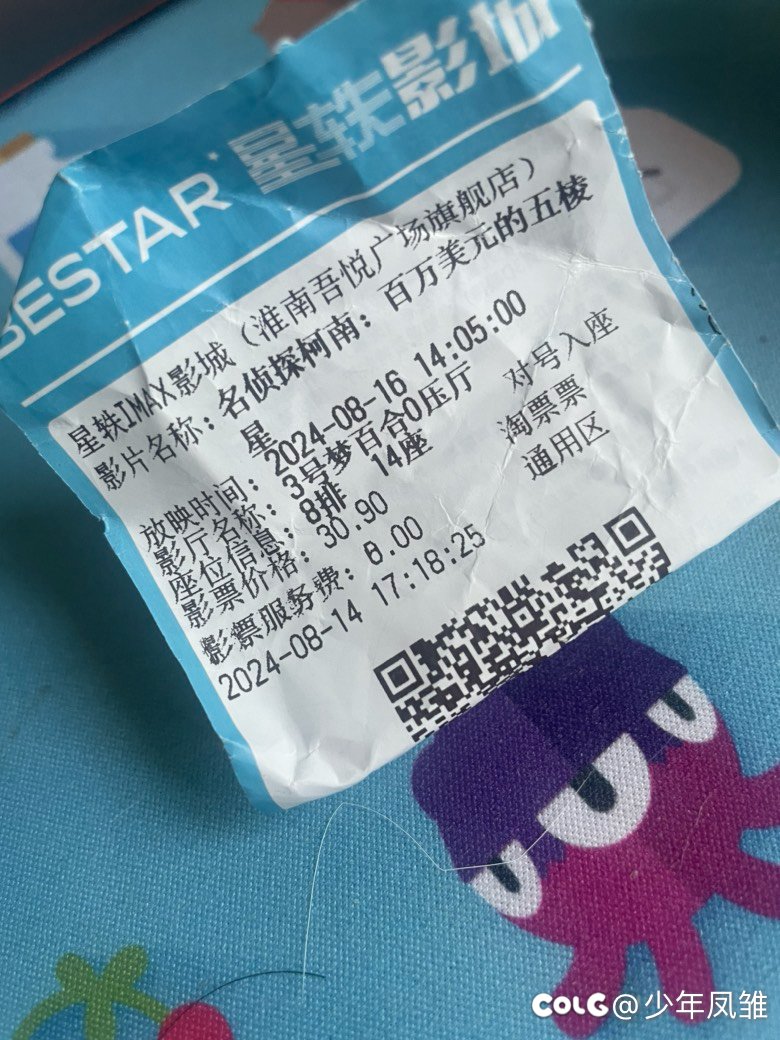 BESTAR 星轶影城
星轶IMAX影城（淮南吾悦广场旗舰店）
影片名称：名侦探柯南：百万美元的五棱
星
放映时间：2024-08-16 14:05:00
影厅名称：3号梦百合0压厅 对号入座
座位信息：8排 14座 淘票票
影票价格：30.90 通用区
影票服务费：0.00
2024-08-14 17:18:25
COLG@少年凤雏